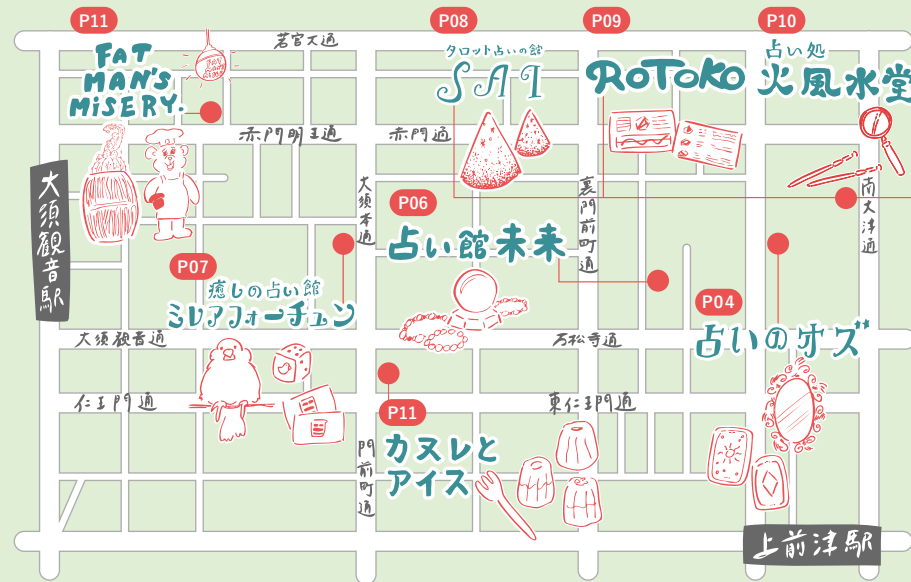 P11
P08
P09
P10
若宮大通
FAT
MAN'S
MiSERY.
タロット占いの館
SAI
RoToKo
占い処
火風水堂
赤門明王通
赤門通
大須観音駅
大須本通
裏門前町通
南大津通
P06
占い館未来
P07
癒しの占い館
ミレアフォーチュン
P04
占いのオズ
大須観音通
万松寺通
仁王門通
P11
東仁王門通
カヌレと
アイス
門前町通
上前津駅